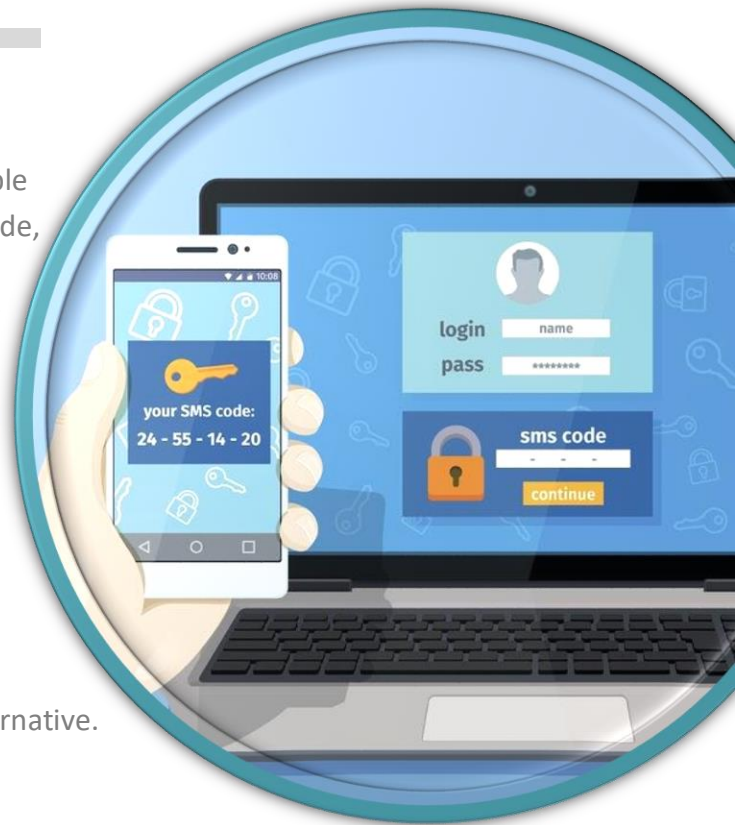 ple
de,
10:08
your SMS code:
24 - 55 - 14 - 20
login name
pass ********
sms code
- - -
continue
rnative.